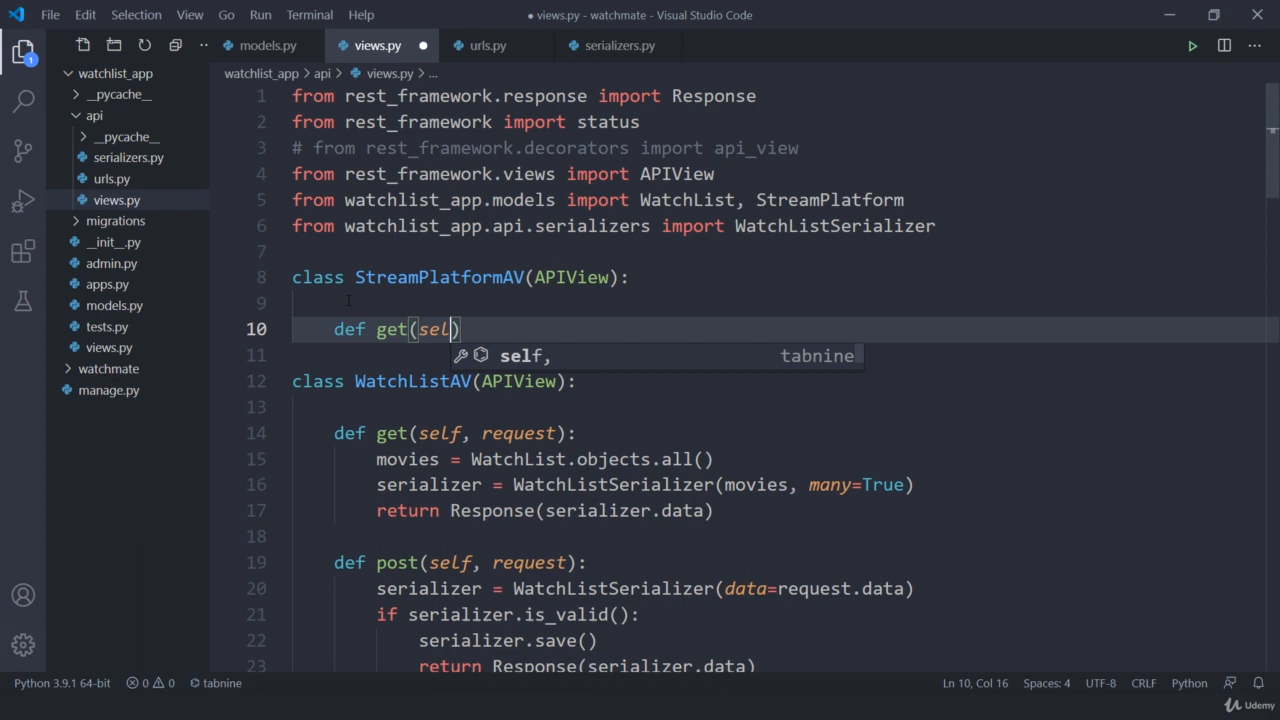 File Edit Selection View Go Run Terminal Help
● views.py - watchmate - Visual Studio Code
models.py views.py urls.py serializers.py
watchlist_app > api > views.py > ...
1
watchlist_app
__pycache__
api
__pycache__
serializers.py
urls.py
views.py
migrations
__init__.py
admin.py
apps.py
models.py
tests.py
views.py
watchmate
manage.py
1 from rest_framework.response import Response
2 from rest_framework import status
3 # from rest_framework.decorators import api_view
4 from rest_framework.views import APIView
5 from watchlist_app.models import WatchList, StreamPlatform
6 from watchlist_app.api.serializers import WatchListSerializer
7
8 class StreamPlatformAV(APIView):
9
10 def get(sel)
self, tabnine
11
12 class WatchListAV(APIView):
13
14 def get(self, request):
15 movies = WatchList.objects.all()
16 serializer = WatchListSerializer(movies, many=True)
17 return Response(serializer.data)
18
19 def post(self, request):
20 serializer = WatchListSerializer(data=request.data)
21 if serializer.is_valid():
22 serializer.save()
23 return Response(serializer.data)
Python 3.9.1 64-bit 0 0 tabnine Ln 10, Col 16 Spaces: 4 UTF-8 CRLF Python
Udemy